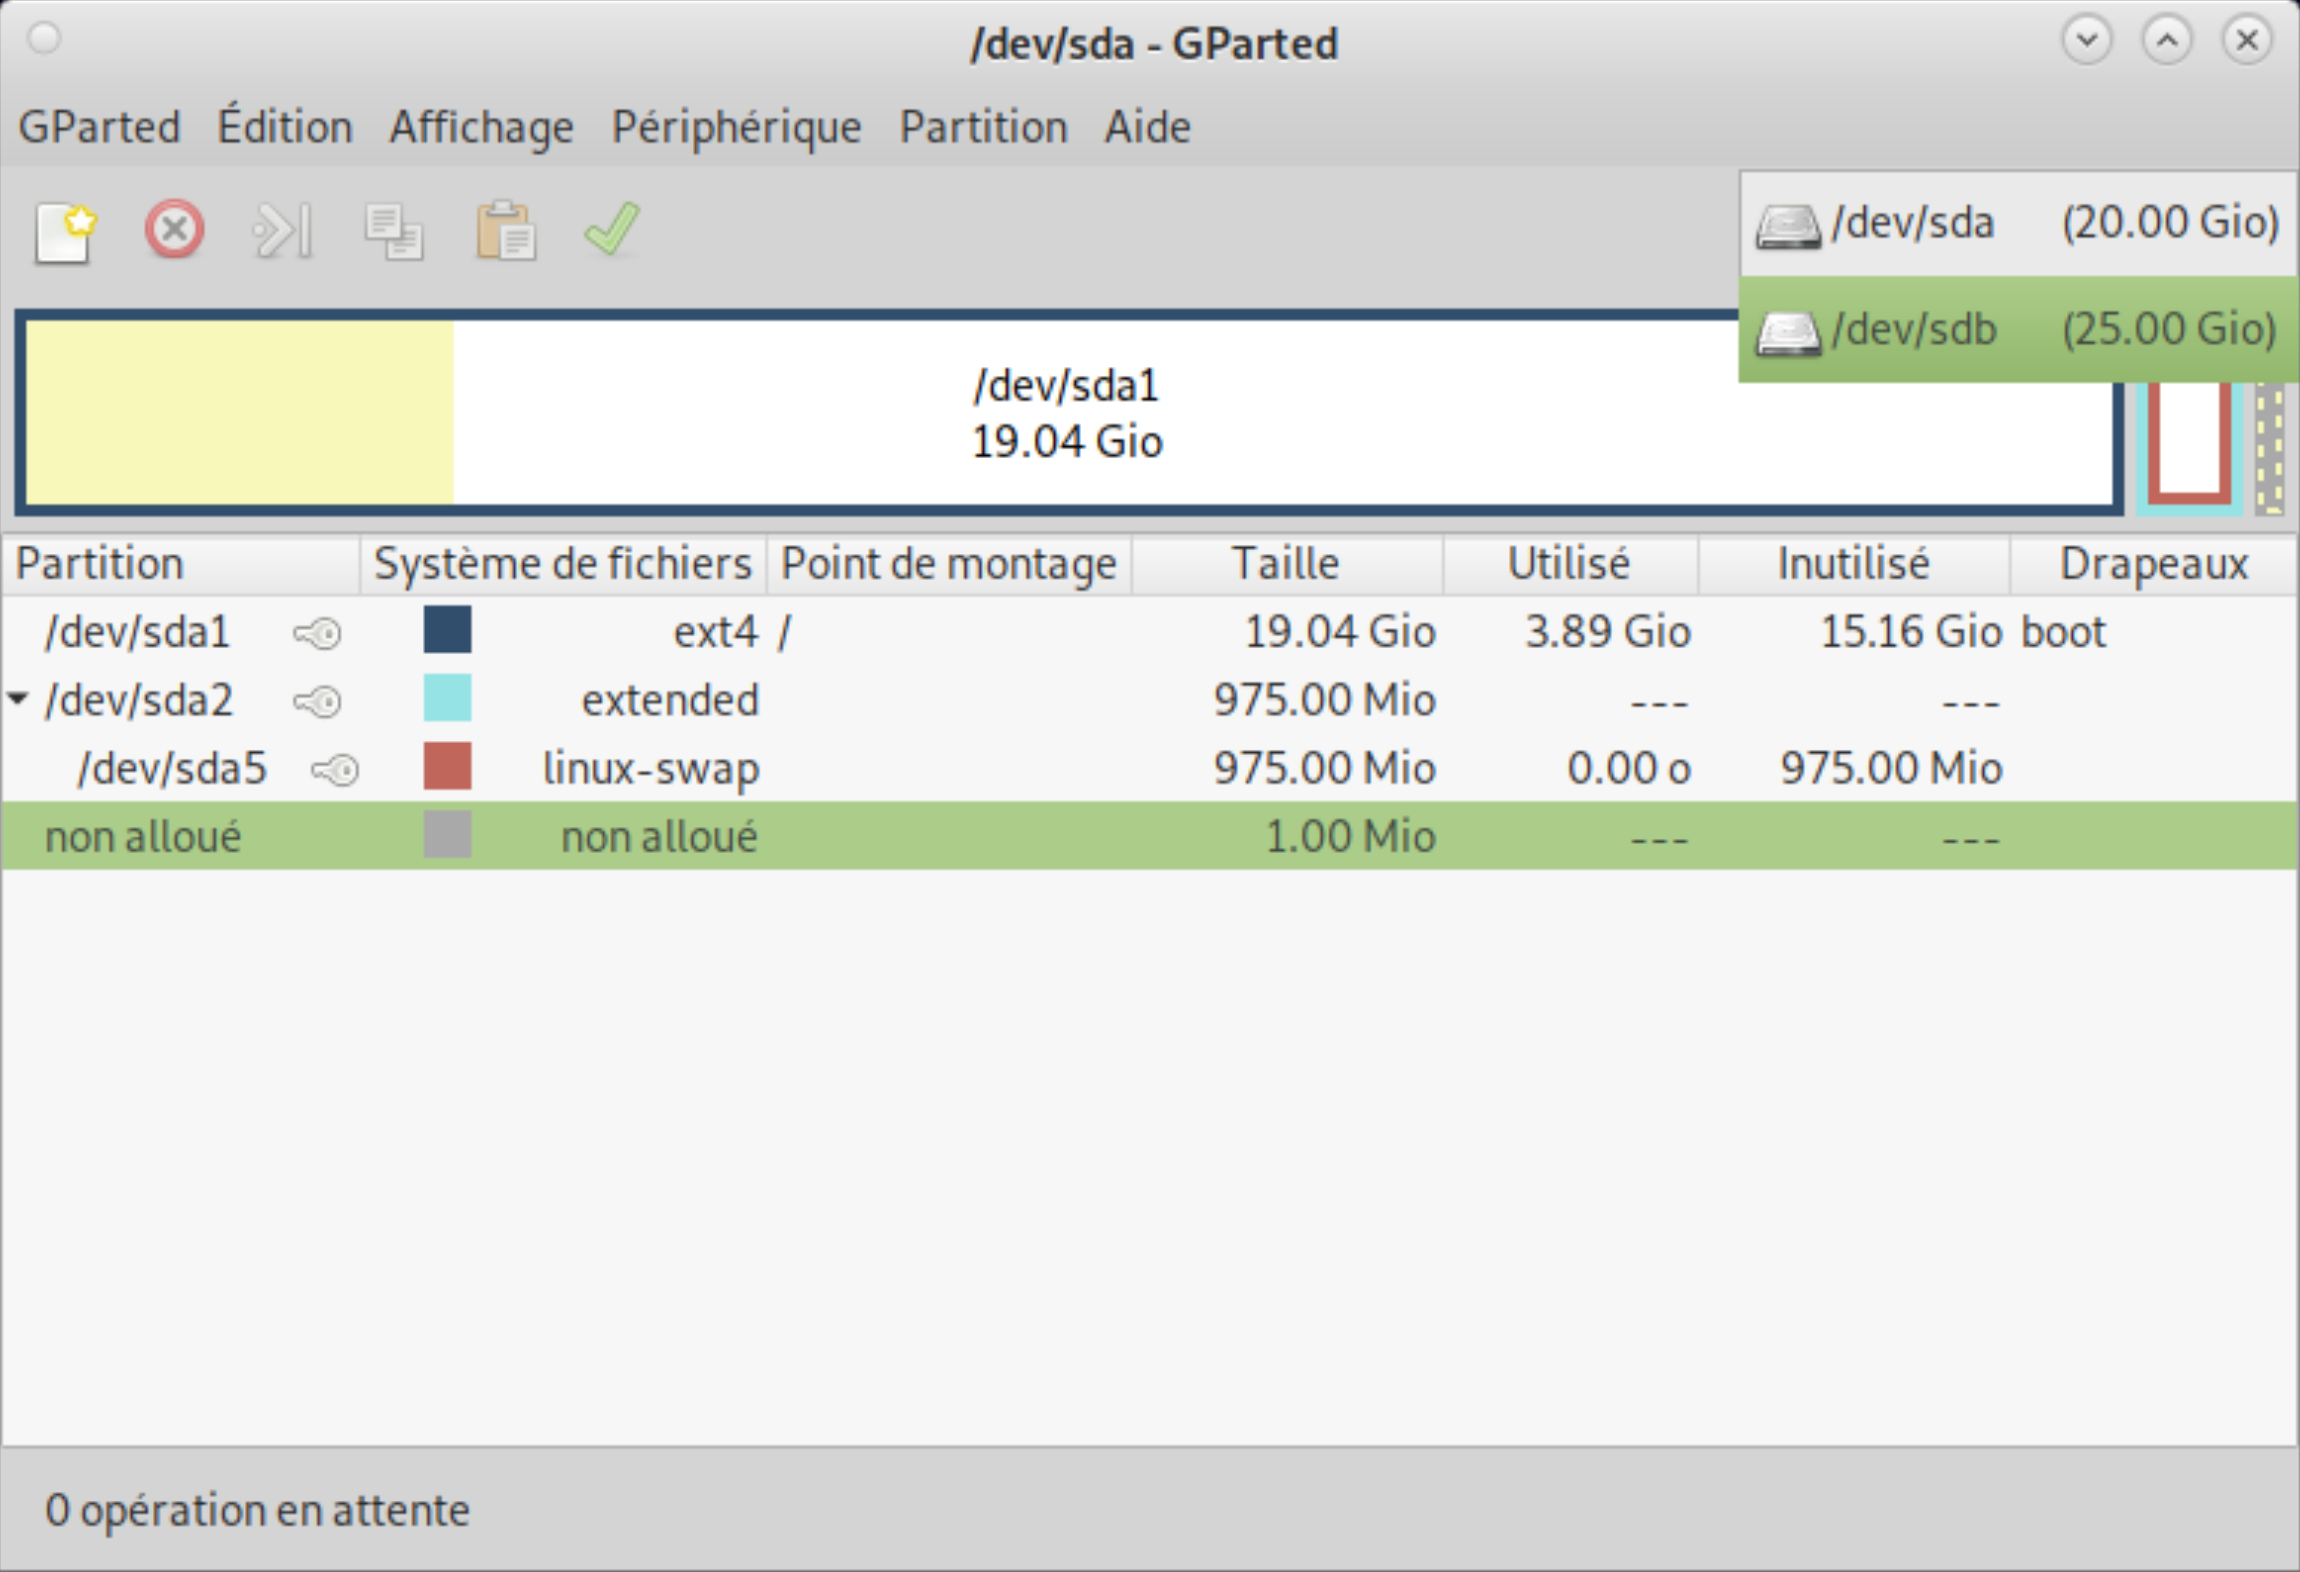 /dev/sda - GParted
GParted Édition Affichage Périphérique Partition Aide
/dev/sda (20.00 Gio)
/dev/sdb (25.00 Gio)
/dev/sda1
19.04 Gio
Partition Système de fichiers Point de montage Taille Utilisé Inutilisé Drapeaux
/dev/sda1 ext4 / 19.04 Gio 3.89 Gio 15.16 Gio boot
/dev/sda2 extended 975.00 Mio --- ---
/dev/sda5 linux-swap 975.00 Mio 0.00 o 975.00 Mio
non alloué non alloué 1.00 Mio --- ---
0 opération en attente